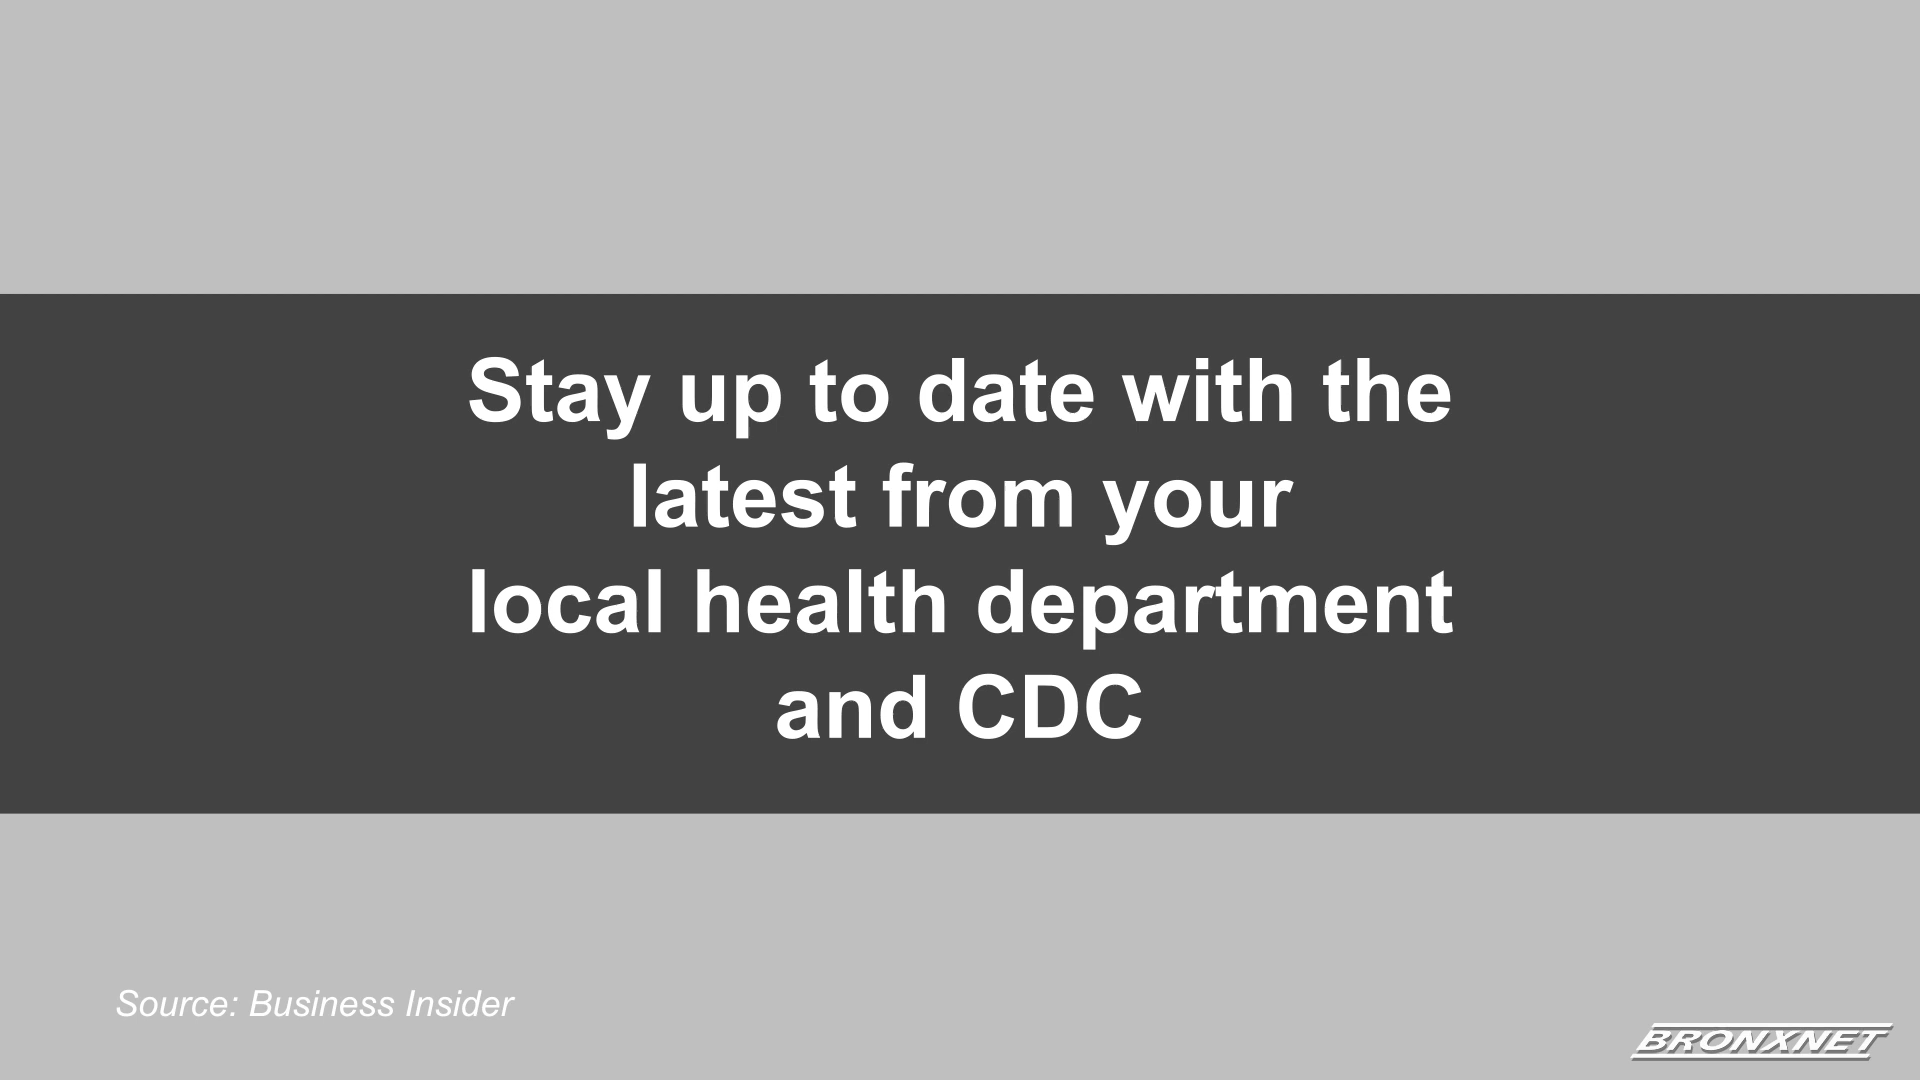 Stay up to date with the
latest from your
local health department
and CDC
Source: Business Insider
BRONXNET